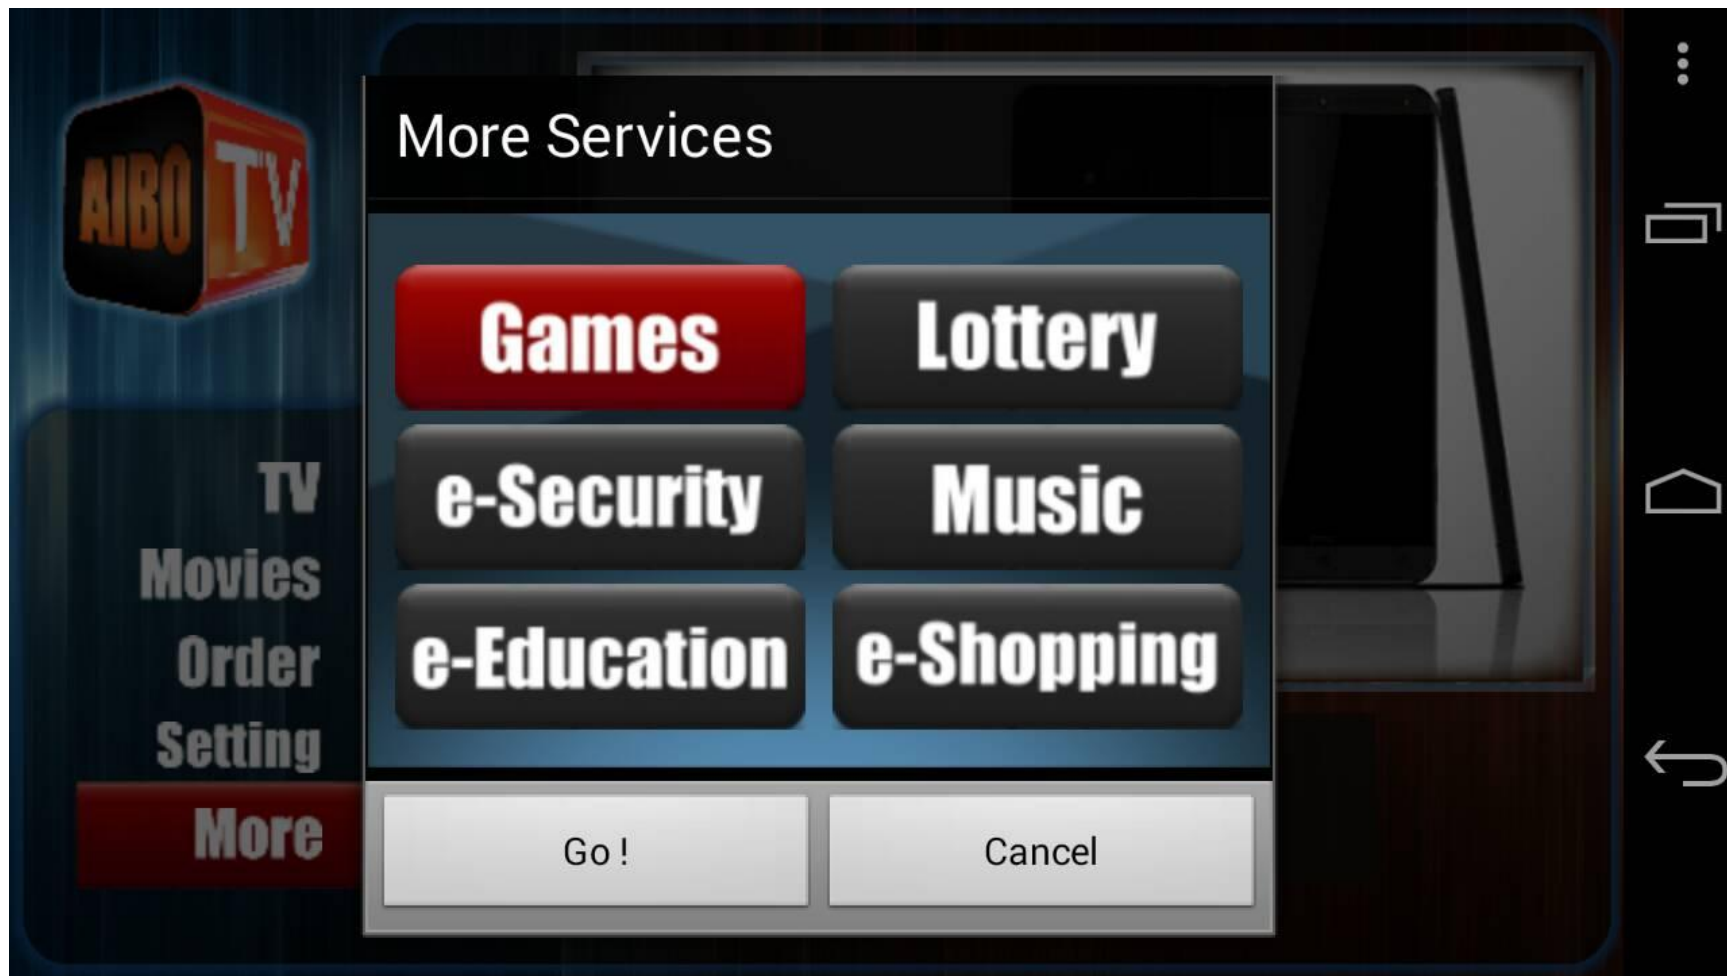 AIBO TV
More Services
Games Lottery
e-Security Music
e-Education e-Shopping
TV
Movies
Order
Setting
More
Go !
Cancel